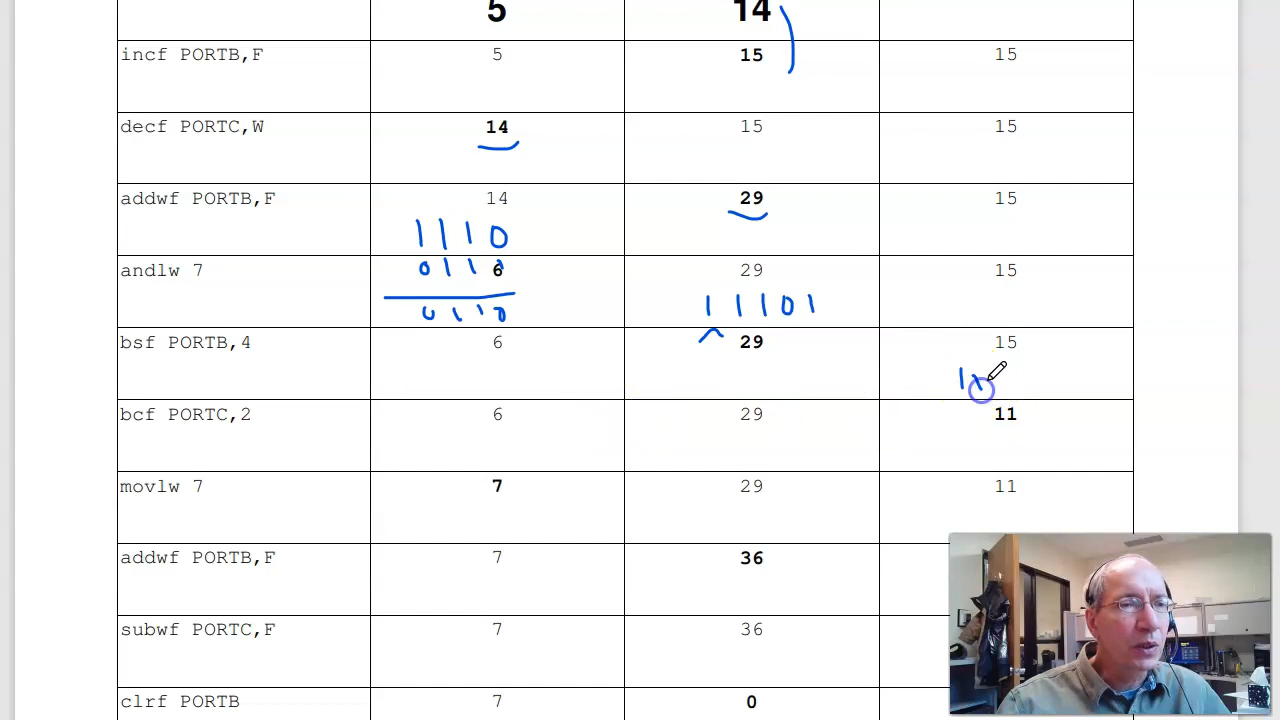 5 14
incf PORTB,F 5 15 15
decf PORTC,W 14 15 15
addwf PORTB,F 14 29 15
1110
andlw 7 6 29 15
011
0110 11101
bsf PORTB,4 6 29 15
bcf PORTC,2 6 29 11
movlw 7 7 29 11
addwf PORTB,F 7 36
subwf PORTC,F 7 36
clrf PORTB 7 0